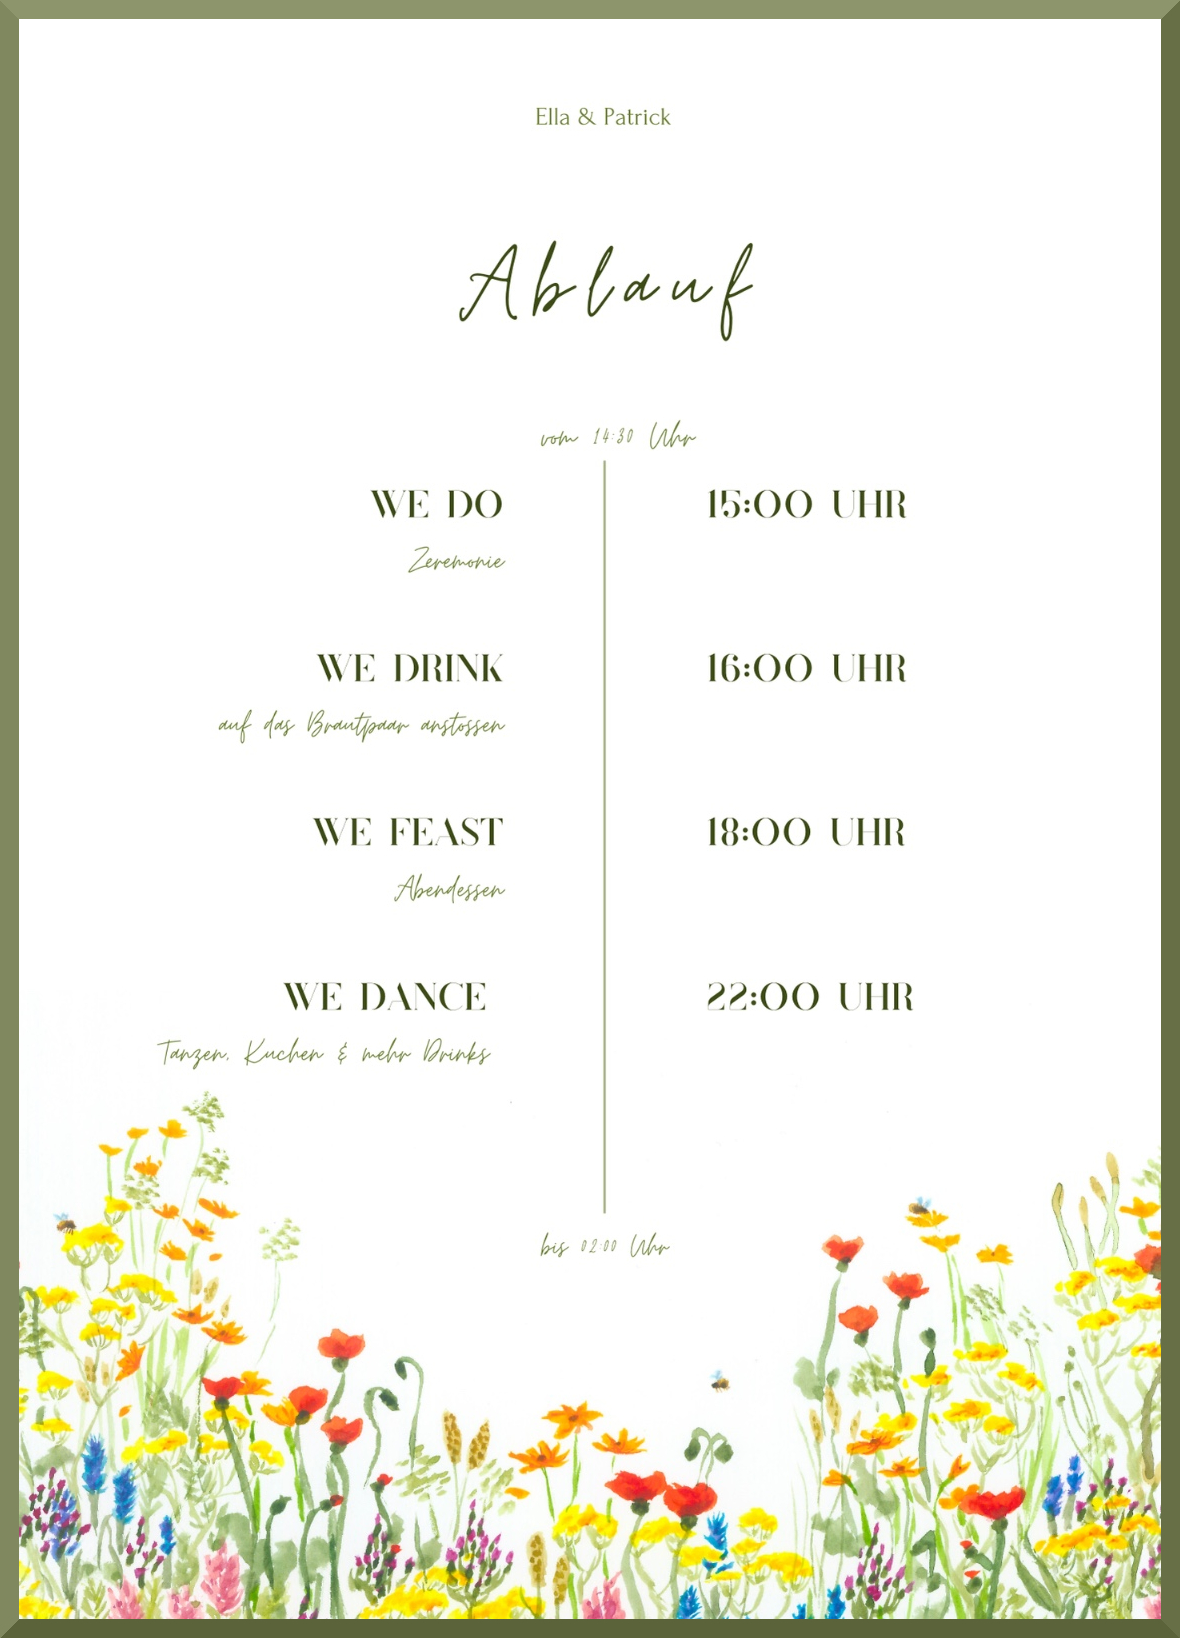 Ella & Patrick
Ablauf
vom 14:30 Uhr
WE DO 15:00 UHR
Zeremonie
WE DRINK 16:00 UHR
auf das Brautpaar anstossen
WE FEAST 18:00 UHR
Abendessen
WE DANCE 22:00 UHR
Tanzen, Kuchen & mehr Drinks
bis 02:00 Uhr